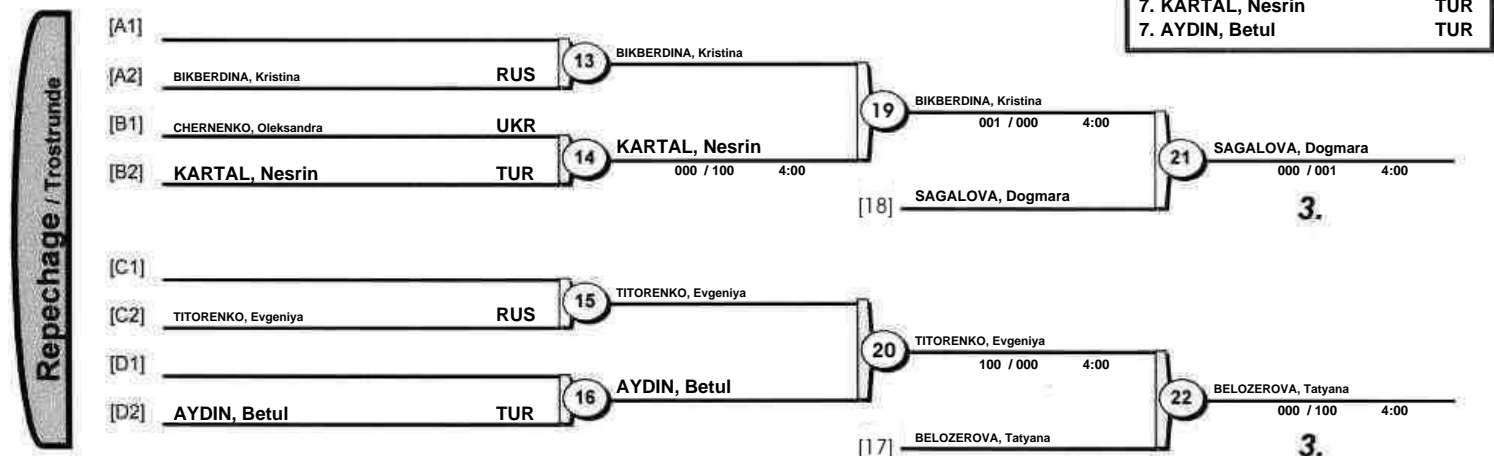 7. KARTAL, Nesrin TUR
7. AYDIN, Betul TUR
Repechage / Trostrunde
[A1]
[A2] BIKBERDINA, Kristina RUS
13 BIKBERDINA, Kristina
[B1] CHERNENKO, Oleksandra UKR
[B2] KARTAL, Nesrin TUR
14 KARTAL, Nesrin
000 / 100 4:00
19 BIKBERDINA, Kristina
001 / 000 4:00
[18] SAGALOVA, Dogmara
21 SAGALOVA, Dogmara
000 / 001 4:00
3.
[C1]
[C2] TITORENKO, Evgeniya RUS
15 TITORENKO, Evgeniya
[D1]
[D2] AYDIN, Betul TUR
16 AYDIN, Betul
20 TITORENKO, Evgeniya
100 / 000 4:00
[17] BELOZEROVA, Tatyana
22 BELOZEROVA, Tatyana
000 / 100 4:00
3.